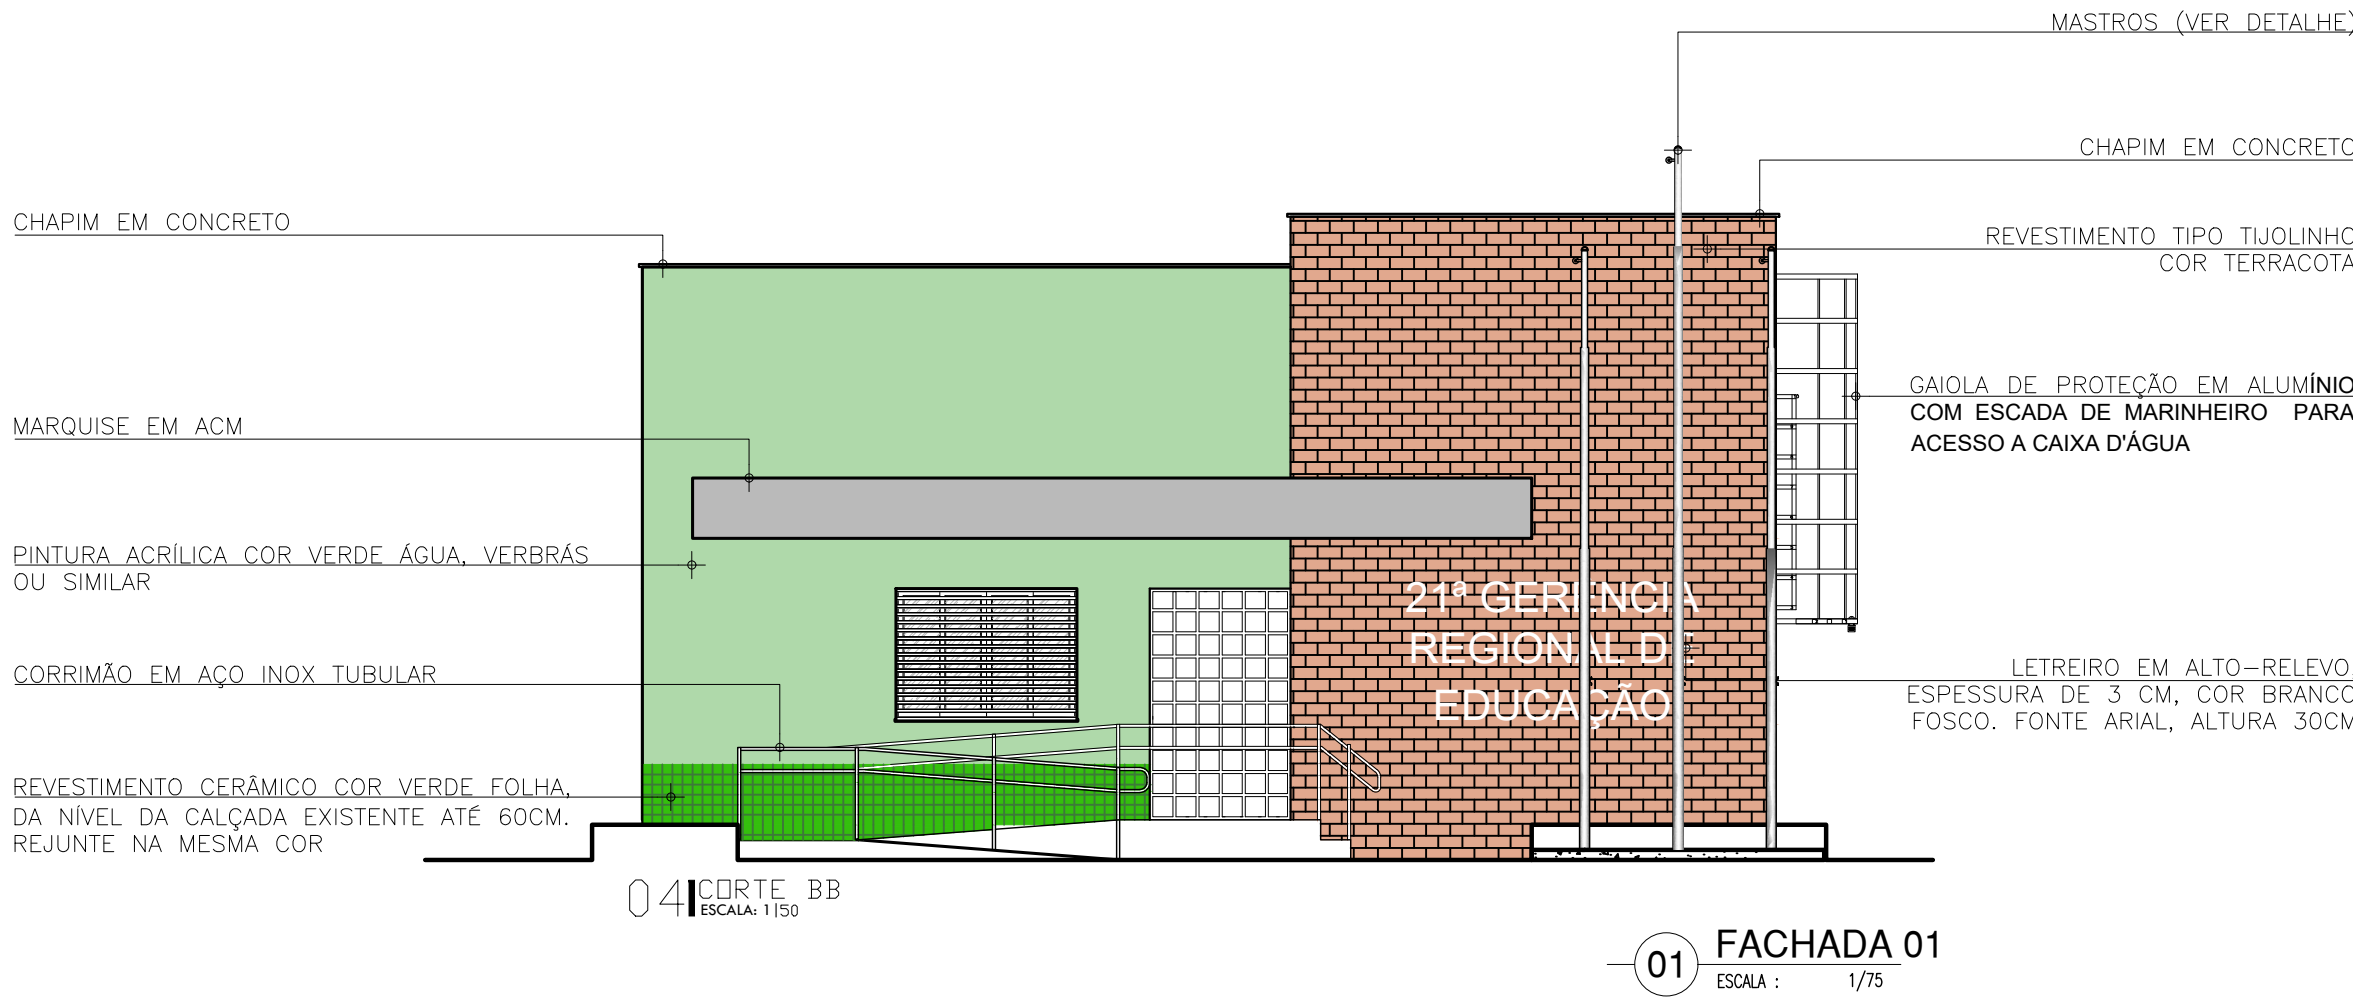 MASTROS (VER DETALHE)
CHAPIM EM CONCRETO
REVESTIMENTO TIPO TIJOLINHO
COR TERRACOTA
GAIOLA DE PROTEÇÃO EM ALUMÍNIO
COM ESCADA DE MARINHEIRO PARA
ACESSO A CAIXA D'ÁGUA
LETREIRO EM ALTO-RELEVO,
ESPESSURA DE 3 CM, COR BRANCO
FOSCO. FONTE ARIAL, ALTURA 30CM
CHAPIM EM CONCRETO
MARQUISE EM ACM
PINTURA ACRÍLICA COR VERDE ÁGUA, VERBRÁS
OU SIMILAR
CORRIMÃO EM AÇO INOX TUBULAR
REVESTIMENTO CERÂMICO COR VERDE FOLHA,
DA NÍVEL DA CALÇADA EXISTENTE ATÉ 60CM.
REJUNTE NA MESMA COR
21ª GERENCIA
REGIONAL DE
EDUCAÇÃO
04 CORTE BB
ESCALA: 1|50
01 FACHADA 01
ESCALA : 1/75